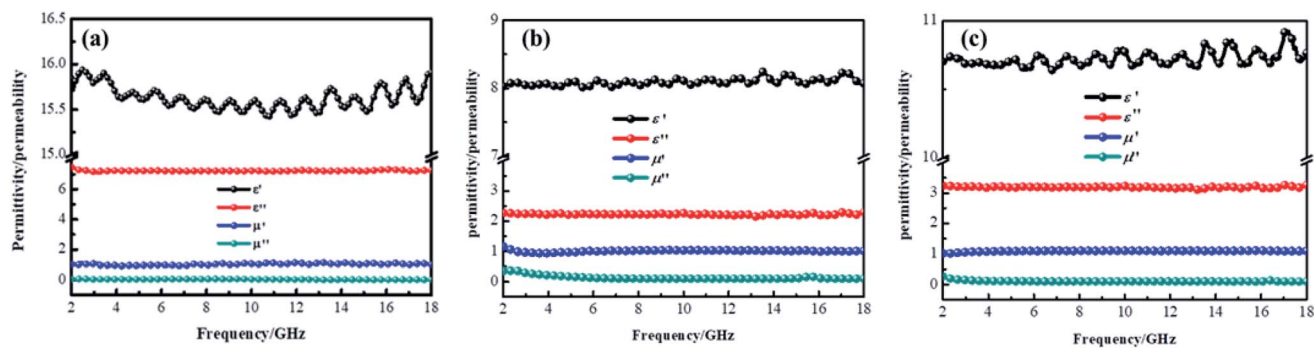 (a)
Permittivity/permeability
16.5
16.0
15.5
15.0
6
4
2
0
ε'
ε''
μ'
μ''
2 4 6 8 10 12 14 16 18
Frequency/GHz
(b)
permittivity/permeability
9
8
7
3
2
1
0
ε'
ε''
μ'
μ''
2 4 6 8 10 12 14 16 18
Frequency/GHz
(c)
permittivity/permeability
11
10
3
2
1
0
ε'
ε''
μ'
μ''
2 4 6 8 10 12 14 16 18
Frequency/GHz